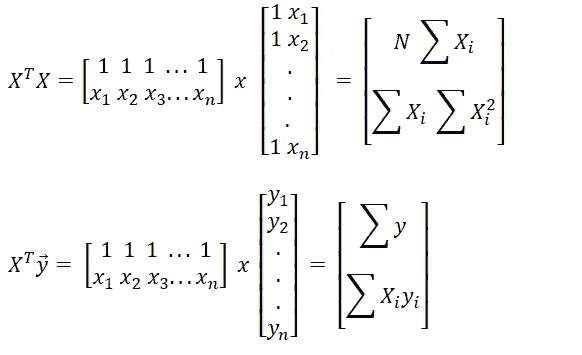 X^T X = [1 1 1 … 1; x_1 x_2 x_3…x_n] x [1 x_1; 1 x_2; .; .; .; 1 x_n] = [N ∑ X_i; ∑ X_i ∑ X_i^2]
X^T y⃗ = [1 1 1 … 1; x_1 x_2 x_3…x_n] x [y_1; y_2; .; .; .; y_n] = [∑ y; ∑ X_i y_i]